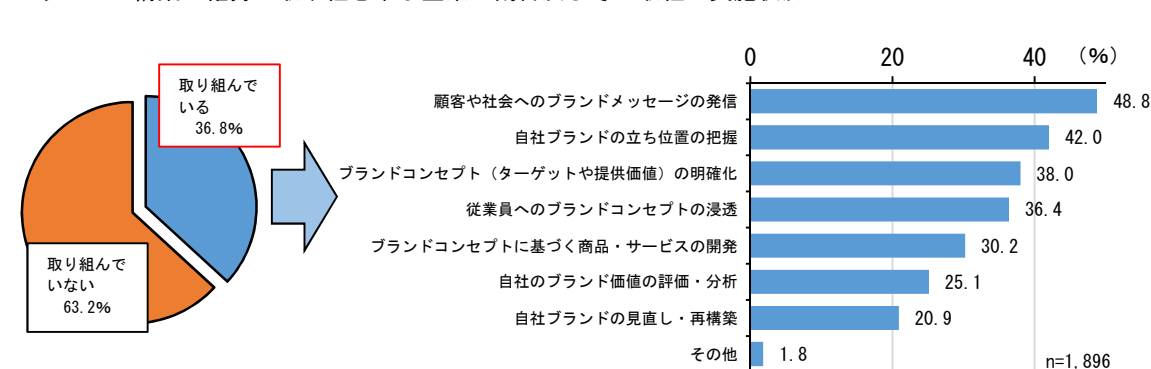 取り組んで
いる
36.8%
取り組んで
いない
63.2%
0 20 40 (%)
顧客や社会へのブランドメッセージの発信 48.8
自社ブランドの立ち位置の把握 42.0
ブランドコンセプト（ターゲットや提供価値）の明確化 38.0
従業員へのブランドコンセプトの浸透 36.4
ブランドコンセプトに基づく商品・サービスの開発 30.2
自社のブランド価値の評価・分析 25.1
自社ブランドの見直し・再構築 20.9
その他 1.8
n=1,896